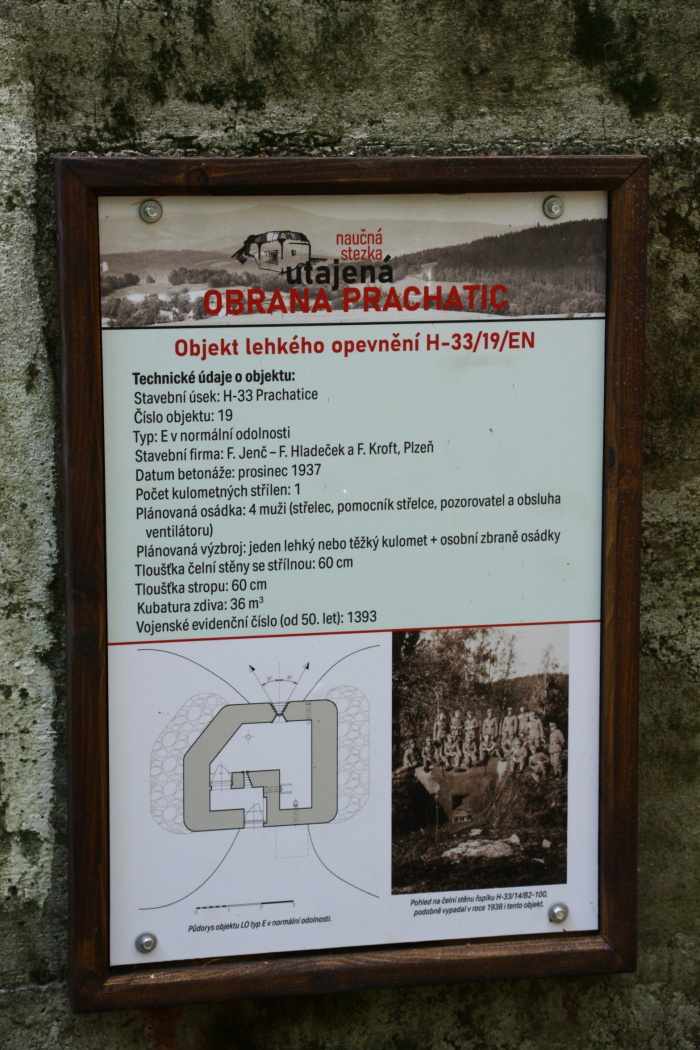 naučná
stezka
utajená
OBRANA PRACHATIC
Objekt lehkého opevnění H-33/19/EN
Technické údaje o objektu:
Stavební úsek: H-33 Prachatice
Číslo objektu: 19
Typ: E v normální odolnosti
Stavební firma: F. Jenč – F. Hladeček a F. Kroft, Plzeň
Datum betonáže: prosinec 1937
Počet kulometných střílen: 1
Plánovaná osádka: 4 muži (střelec, pomocník střelce, pozorovatel a obsluha
ventilátoru)
Plánovaná výzbroj: jeden lehký nebo těžký kulomet + osobní zbraně osádky
Tloušťka čelní stěny se střílnou: 60 cm
Tloušťka stropu: 60 cm
Kubatura zdiva: 36 m³
Vojenské evidenční číslo (od 50. let): 1393
Půdorys objektu LO typ E v normální odolnosti.
Pohled na čelní stěnu řopíku H-33/14/B2-100,
podobně vypadal v roce 1938 i tento objekt.